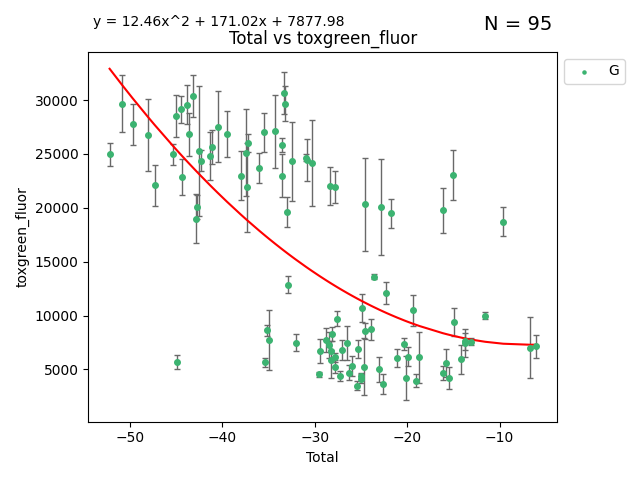 y = 12.46x^2 + 171.02x + 7877.98
N = 95
Total vs toxgreen_fluor
G
30000
25000
20000
15000
10000
5000
toxgreen_fluor
−50 −40 −30 −20 −10
Total